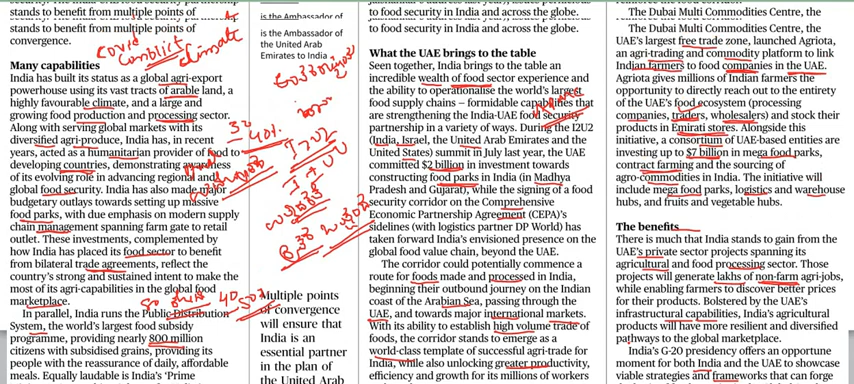 stands to benefit from multiple points of
stands to benefit from multiple points of
convergence.
covid
conflict
climate
Many capabilities
India has built its status as a global agri-export
powerhouse using its vast tracts of arable land, a
highly favourable climate, and a large and
growing food production and processing sector.
Along with serving global markets with its
diversified agri-produce, India has, in recent
years, acted as a humanitarian provider of food to
developing countries, demonstrating awareness
of its evolving role in advancing regional and
global food security. India has also made major
budgetary outlays towards setting up massive
food parks, with due emphasis on modern supply
chain management spanning farm gate to retail
outlet. These investments, complemented by
how India has placed its food sector to benefit
from bilateral trade agreements, reflect the
country's strong and sustained intent to make the
most of its agri-capabilities in the global food
marketplace.
In parallel, India runs the Public Distribution
System, the world's largest food subsidy
programme, providing nearly 800 million
citizens with subsidised grains, providing its
people with the reassurance of daily, affordable
meals. Equally laudable is India's 'Prime
is the Ambassador of
is the Ambassador of
the United Arab
Emirates to India
40%
Multiple points
of convergence
will ensure that
India is an
essential partner
in the plan of
the United Arab
to food security in India and across the globe.
to food security in India and across the globe.
What the UAE brings to the table
Seen together, India brings to the table an
incredible wealth of food sector experience and
the ability to operationalise the world's largest
food supply chains — formidable capabilities that
are strengthening the India-UAE food security
partnership in a variety of ways. During the I2U2
(India, Israel, the United Arab Emirates and the
United States) summit in July last year, the UAE
committed $2 billion in investment towards
constructing food parks in India (in Madhya
Pradesh and Gujarat), while the signing of a food
security corridor on the Comprehensive
Economic Partnership Agreement (CEPA)'s
sidelines (with logistics partner DP World) has
taken forward India's envisioned presence on the
global food value chain, beyond the UAE.
The corridor could potentially commence a
route for foods made and processed in India,
beginning their outbound journey on the Indian
coast of the Arabian Sea, passing through the
UAE, and towards major international markets.
With its ability to establish high volume trade of
foods, the corridor stands to emerge as a
world-class template of successful agri-trade for
India, while also unlocking greater productivity,
efficiency and growth for its millions of workers
The Dubai Multi Commodities Centre, the
The Dubai Multi Commodities Centre, the
UAE's largest free trade zone, launched Agriota,
an agri-trading and commodity platform to link
Indian farmers to food companies in the UAE.
Agriota gives millions of Indian farmers the
opportunity to directly reach out to the entirety
of the UAE's food ecosystem (processing
companies, traders, wholesalers) and stock their
products in Emirati stores. Alongside this
initiative, a consortium of UAE-based entities are
investing up to $7 billion in mega food parks,
contract farming and the sourcing of
agro-commodities in India. The initiative will
include mega food parks, logistics and warehouse
hubs, and fruits and vegetable hubs.
The benefits
There is much that India stands to gain from the
UAE's private sector projects spanning its
agricultural and food processing sector. Those
projects will generate lakhs of non-farm agri-jobs,
while enabling farmers to discover better prices
for their products. Bolstered by the UAE's
infrastructural capabilities, India's agricultural
products will have more resilient and diversified
pathways to the global marketplace.
India's G-20 presidency offers an opportune
moment for both India and the UAE to showcase
viable strategies and frameworks that can forge